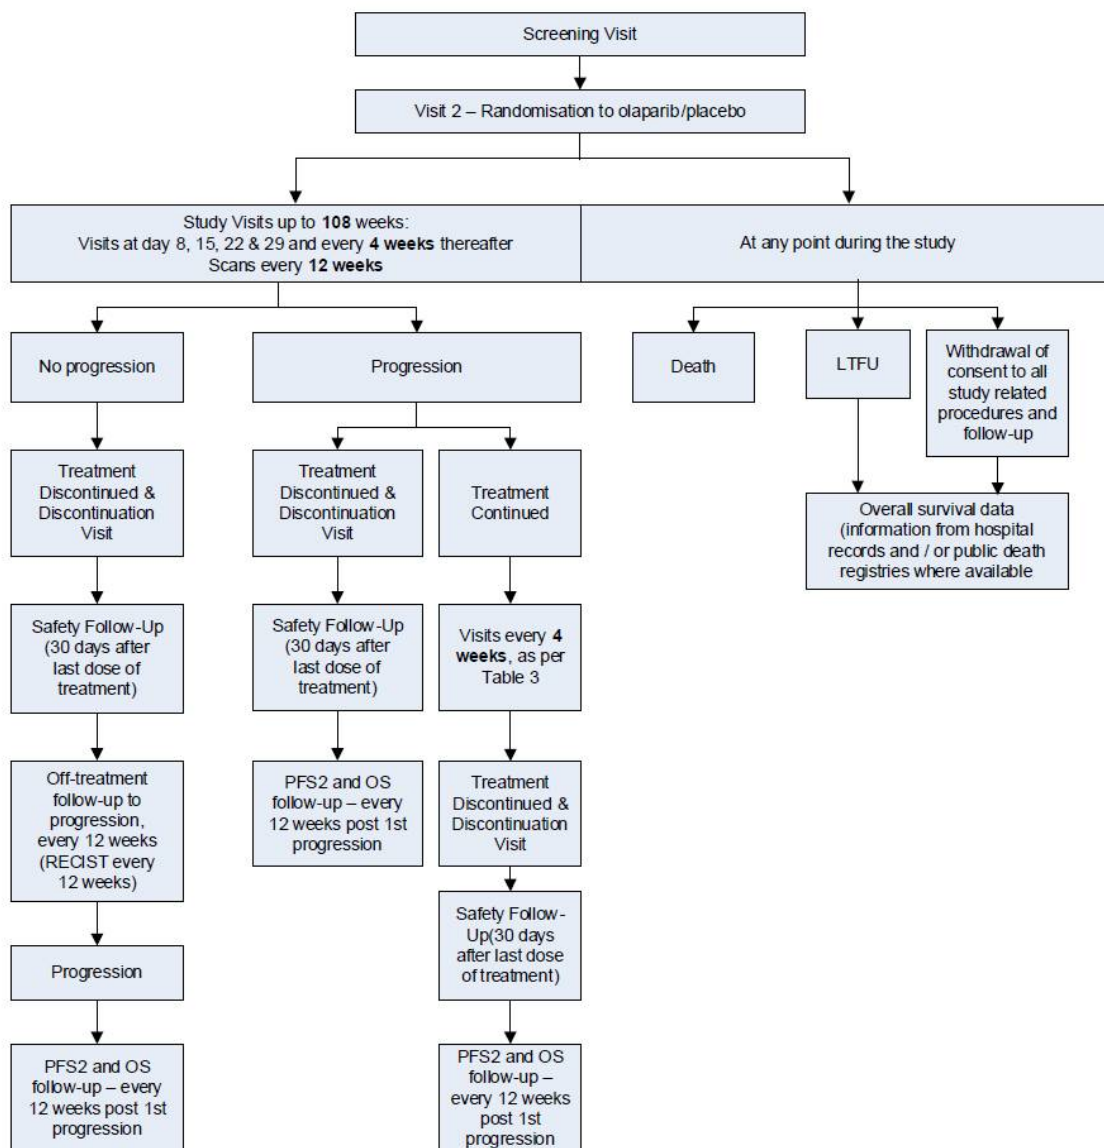 Screening Visit
Visit 2 – Randomisation to olaparib/placebo
Study Visits up to 108 weeks:
Visits at day 8, 15, 22 & 29 and every 4 weeks thereafter
Scans every 12 weeks
At any point during the study
No progression
Progression
Death
LTFU
Withdrawal of
consent to all
study related
procedures and
follow-up
Treatment
Discontinued &
Discontinuation
Visit
Treatment
Discontinued &
Discontinuation
Visit
Treatment
Continued
Overall survival data
(information from hospital
records and / or public death
registries where available
Safety Follow-Up
(30 days after
last dose of
treatment)
Safety Follow-Up
(30 days after
last dose of
treatment)
Visits every 4
weeks, as per
Table 3
Off-treatment
follow-up to
progression,
every 12 weeks
(RECIST every
12 weeks)
PFS2 and OS
follow-up – every
12 weeks post 1st
progression
Treatment
Discontinued &
Discontinuation
Visit
Safety Follow-
Up(30 days
after last dose
of treatment)
Progression
PFS2 and OS
follow-up – every
12 weeks post 1st
progression
PFS2 and OS
follow-up –
every 12 weeks
post 1st
progression